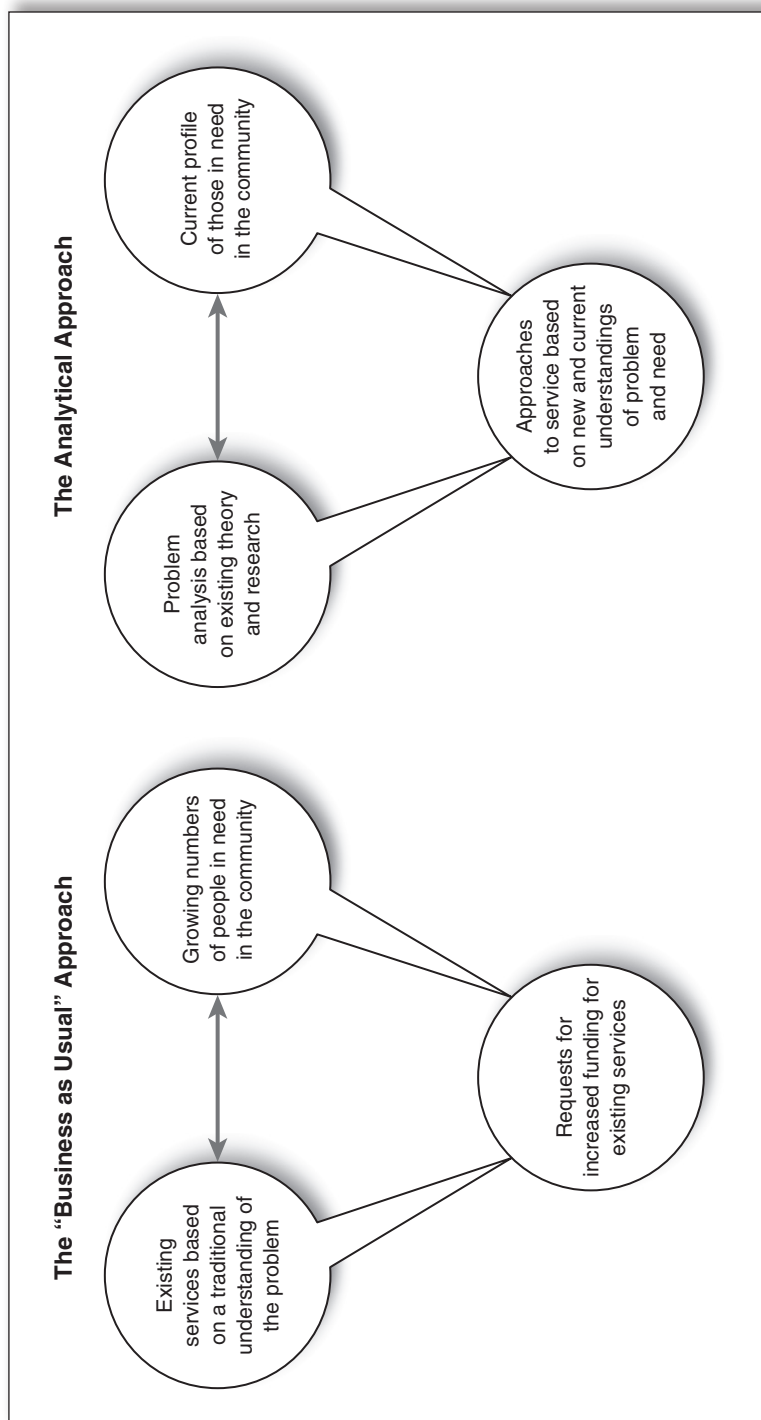 The “Business as Usual” Approach
Existing
services based
on a traditional
understanding of
the problem
Growing numbers
of people in need
in the community
Requests for
increased funding for
existing services
The Analytical Approach
Problem
analysis based
on existing theory
and research
Current profile
of those in need
in the community
Approaches
to service based
on new and current
understandings
of problem
and need